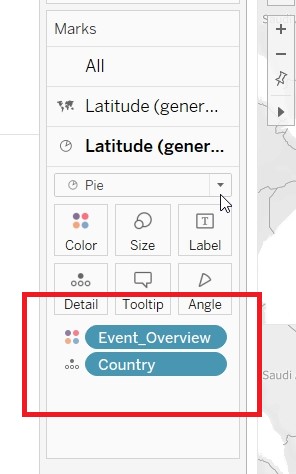 Marks
All
Latitude (gener...
Latitude (gener...
Pie
Color Size Label
Detail Tooltip Angle
Event_Overview
Country
Saudi